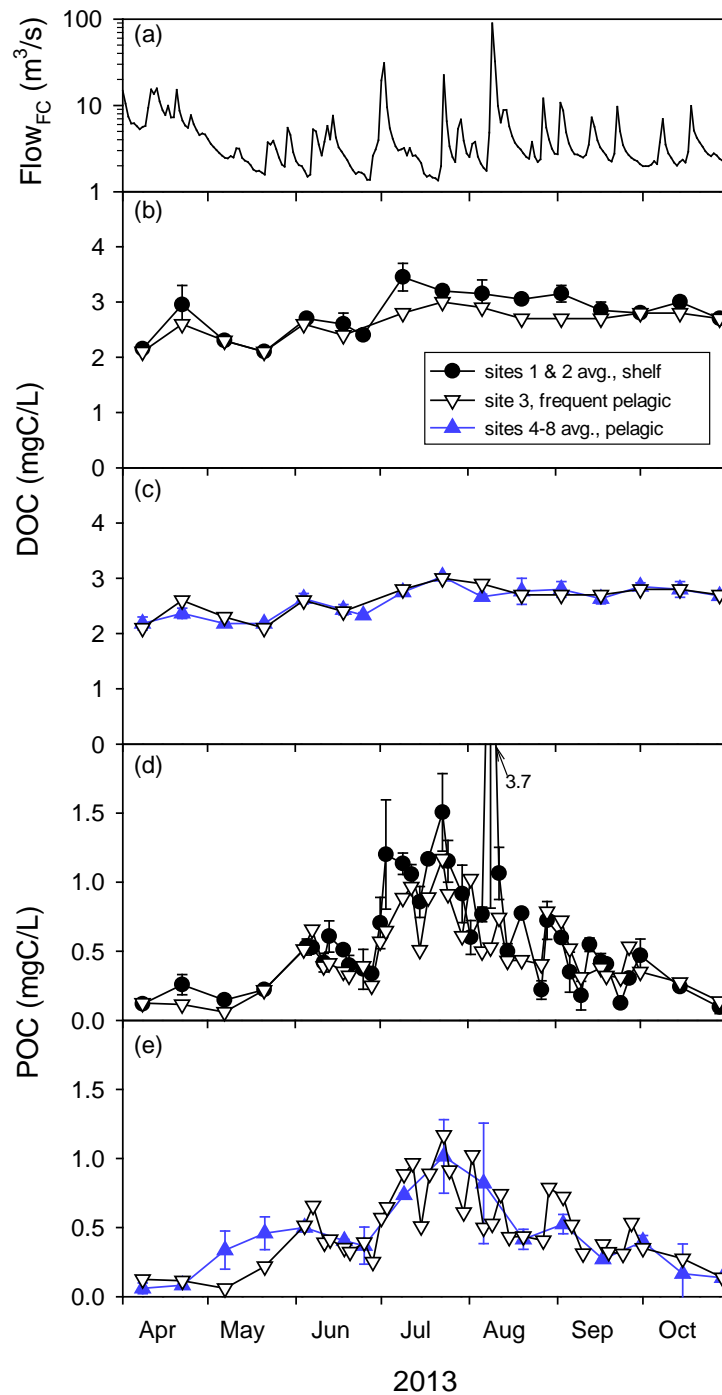 (a)
Flow_FC (m³/s)
100
10
1
(b)
4
3
2
1
0
sites 1 & 2 avg., shelf
site 3, frequent pelagic
sites 4-8 avg., pelagic
DOC (mgC/L)
(c)
4
3
2
1
0
(d)
3.7
1.5
1.0
0.5
0.0
POC (mgC/L)
(e)
1.5
1.0
0.5
0.0
Apr May Jun Jul Aug Sep Oct
2013